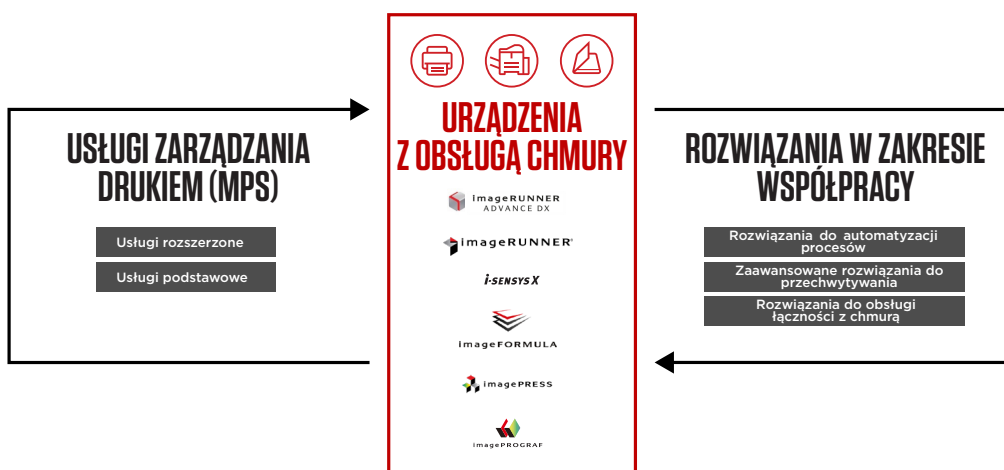 USŁUGI ZARZĄDZANIA
DRUKIEM (MPS)
Usługi rozszerzone
Usługi podstawowe
URZĄDZENIA
Z OBSŁUGĄ CHMURY
imageRUNNER
ADVANCE DX
imageRUNNER®
i-SENSYS X
imageFORMULA
imagePRESS
imagePROGRAF
ROZWIĄZANIA W ZAKRESIE
WSPÓŁPRACY
Rozwiązania do automatyzacji
procesów
Zaawansowane rozwiązania do
przechwytywania
Rozwiązania do obsługi
łączności z chmurą